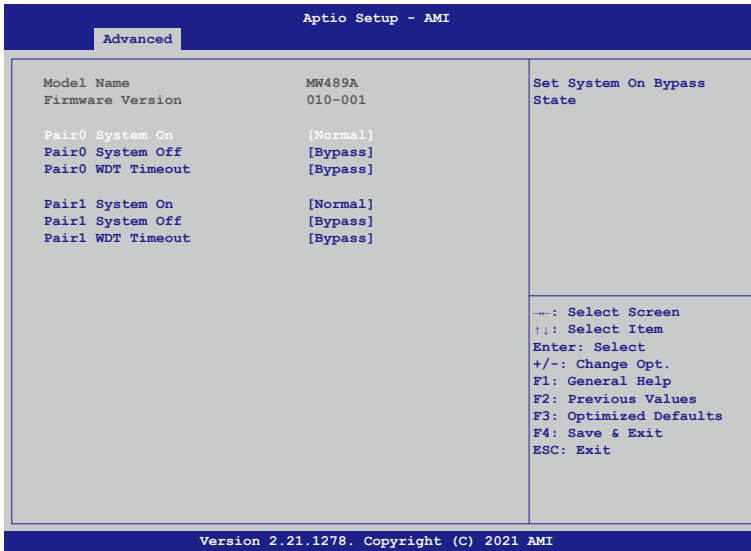 Aptio Setup - AMI
Advanced
Model Name MW489A
Firmware Version 010-001
Pair0 System On [Normal]
Pair0 System Off [Bypass]
Pair0 WDT Timeout [Bypass]
Pair1 System On [Normal]
Pair1 System Off [Bypass]
Pair1 WDT Timeout [Bypass]
Set System On Bypass
State
→←: Select Screen
↑↓: Select Item
Enter: Select
+/-: Change Opt.
F1: General Help
F2: Previous Values
F3: Optimized Defaults
F4: Save & Exit
ESC: Exit
Version 2.21.1278. Copyright (C) 2021 AMI